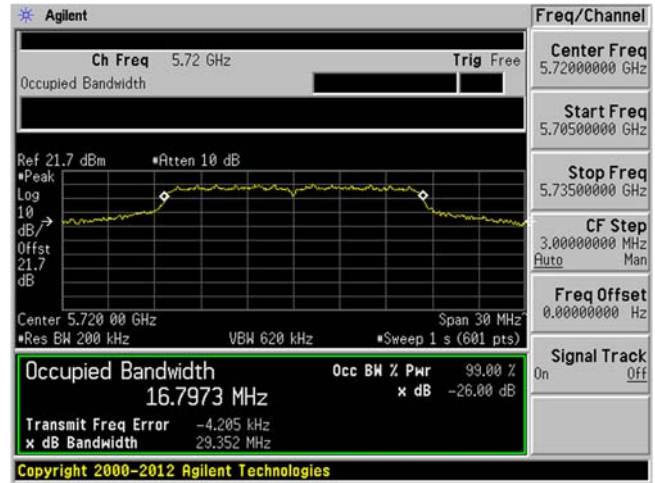 Agilent
Freq/Channel
Ch Freq 5.72 GHz Trig Free
Occupied Bandwidth
Center Freq
5.72000000 GHz
Start Freq
5.70500000 GHz
Stop Freq
5.73500000 GHz
CF Step
3.00000000 MHz
Auto Man
Freq Offset
0.00000000 Hz
Signal Track
On Off
Ref 21.7 dBm #Atten 10 dB
#Peak
Log
10
dB/
Offst
21.7
dB
Center 5.720 00 GHz Span 30 MHz
#Res BW 200 kHz VBW 620 kHz #Sweep 1 s (601 pts)
Occupied Bandwidth Occ BW % Pwr 99.00 %
16.7973 MHz x dB -26.00 dB
Transmit Freq Error -4.205 kHz
x dB Bandwidth 29.352 MHz
Copyright 2000-2012 Agilent Technologies